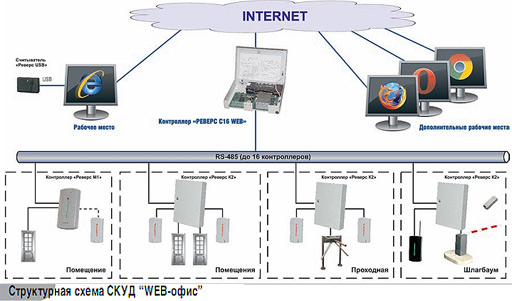 INTERNET
Считыватель
«Реверс USB»
USB
Рабочее место
Контроллер «РЕВЕРС С16 WEB»
Дополнительные рабочие места
RS-485 (до 16 контроллеров)
Контроллер «Реверс М1»
Контроллер «Реверс К2»
Контроллер «Реверс К2»
Контроллер «Реверс К2»
Помещение
Помещения
Проходная
Шлагбаум
Структурная схема СКУД “WEB-офис”